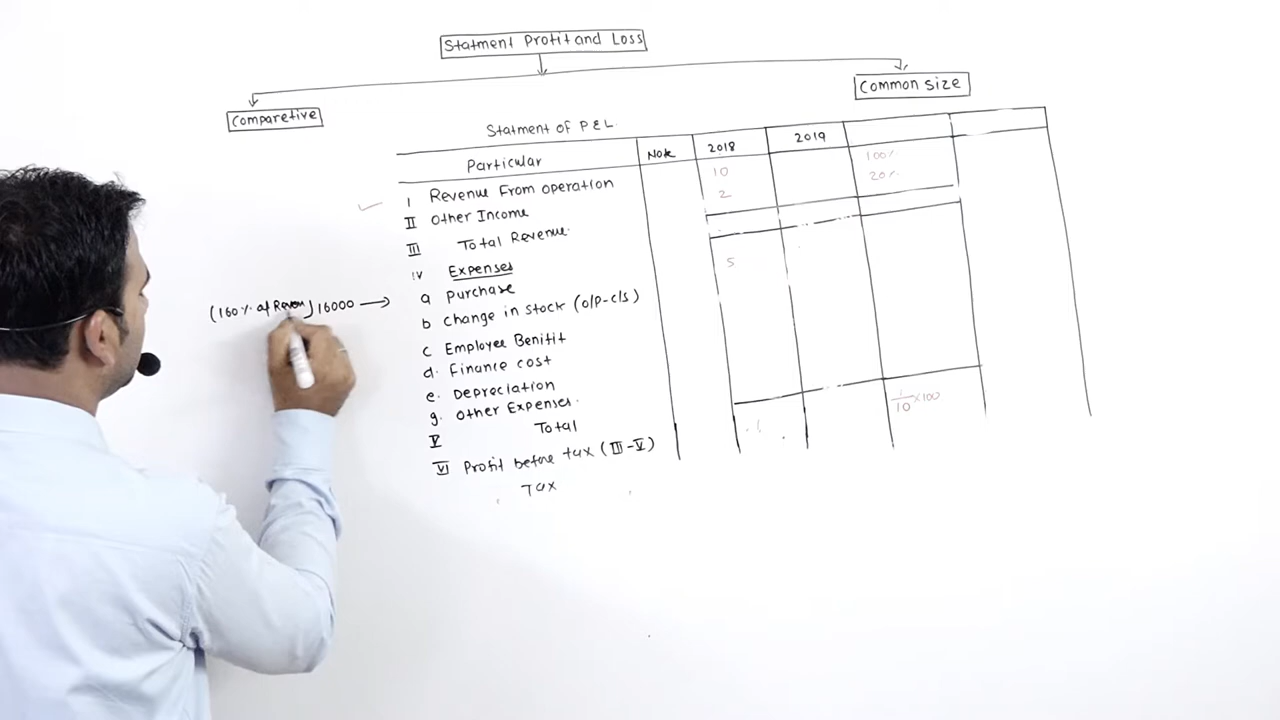 Statment Profit and Loss
Comparetive
Common size
Statment of P&L.
Particular Note 2018 2019
I Revenue From operation 10 100%
II Other Income 2 20%
III Total Revenue.
iv Expenses 5
a Purchase
(160% of Reven) 16000 →
b change in stock (o/p-c/s)
c Employee Benifit
d. Finance cost
e. Depreciation
g. other Expenses.
1/10 ×100
V Total
VI Profit before tax (III-V)
Tax